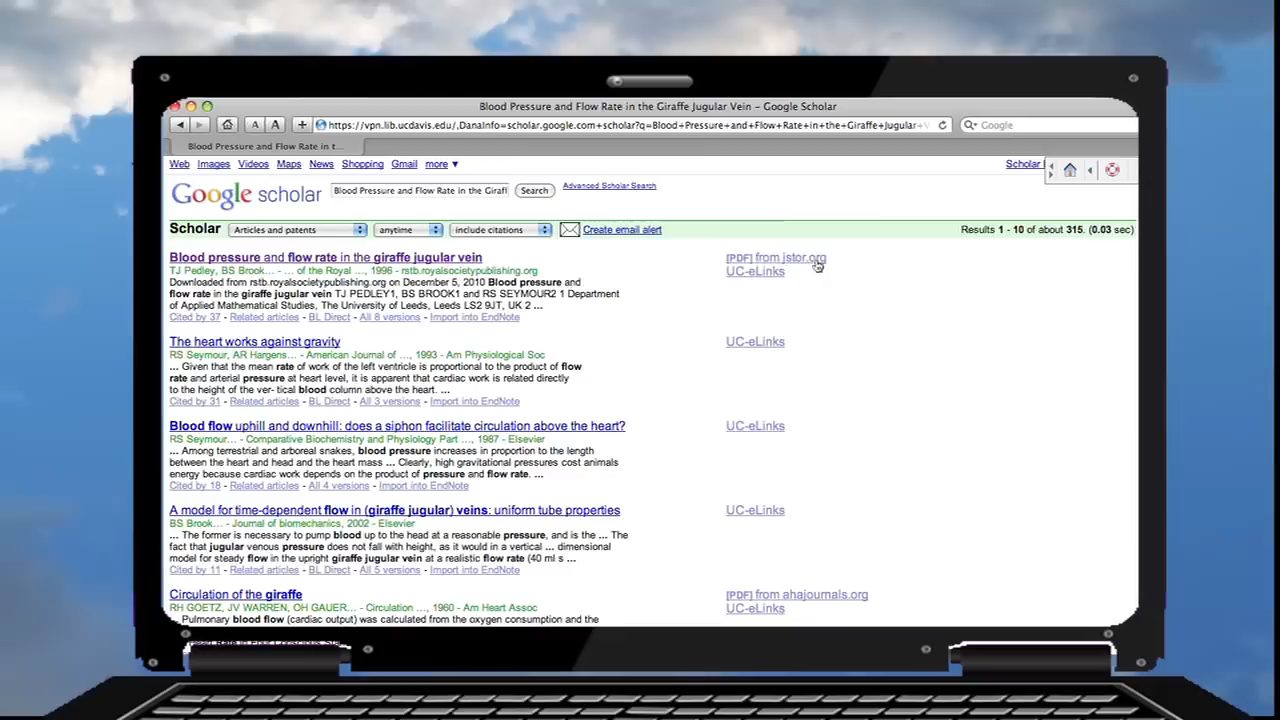 Blood Pressure and Flow Rate in the Giraffe Jugular Vein – Google Scholar
A A + https://vpn.lib.ucdavis.edu/,DanaInfo=scholar.google.com+scholar?q=Blood+Pressure+and+Flow+Rate+in+the+Giraffe+Jugular+V Google
Blood Pressure and Flow Rate in t...
Web Images Videos Maps News Shopping Gmail more ▼ Scholar
Google scholar Blood Pressure and Flow Rate in the Giraff Search Advanced Scholar Search
Scholar Articles and patents anytime include citations Create email alert Results 1 - 10 of about 315. (0.03 sec)
Blood pressure and flow rate in the giraffe jugular vein [PDF] from jstor.org
TJ Pedley, BS Brook... - ... of the Royal ..., 1996 - rstb.royalsocietypublishing.org UC-eLinks
Downloaded from rstb.royalsocietypublishing.org on December 5, 2010 Blood pressure and
flow rate in the giraffe jugular vein TJ PEDLEY1, BS BROOK1 and RS SEYMOUR2 1 Department
of Applied Mathematical Studies, The University of Leeds, Leeds LS2 9JT, UK 2 ...
Cited by 37 - Related articles - BL Direct - All 8 versions - Import into EndNote
The heart works against gravity UC-eLinks
RS Seymour, AR Hargens... - American Journal of ..., 1993 - Am Physiological Soc
... Given that the mean rate of work of the left ventricle is proportional to the product of flow
rate and arterial pressure at heart level, it is apparent that cardiac work is related directly
to the height of the ver- tical blood column above the heart. ...
Cited by 31 - Related articles - BL Direct - All 3 versions - Import into EndNote
Blood flow uphill and downhill: does a siphon facilitate circulation above the heart? UC-eLinks
RS Seymour... - Comparative Biochemistry and Physiology Part ..., 1987 - Elsevier
... Among terrestrial and arboreal snakes, blood pressure increases in proportion to the length
between the heart and head and the heart mass ... Clearly, high gravitational pressures cost animals
energy because cardiac work depends on the product of pressure and flow rate. ...
Cited by 18 - Related articles - All 4 versions - Import into EndNote
A model for time-dependent flow in (giraffe jugular) veins: uniform tube properties UC-eLinks
BS Brook... - Journal of biomechanics, 2002 - Elsevier
... The former is necessary to pump blood up to the head at a reasonable pressure, and is the ... The
fact that jugular venous pressure does not fall with height, as it would in a vertical ... dimensional
model for steady flow in the upright giraffe jugular vein at a realistic flow rate (40 ml s ...
Cited by 11 - Related articles - BL Direct - All 5 versions - Import into EndNote
Circulation of the giraffe [PDF] from ahajournals.org
RH GOETZ, JV WARREN, OH GAUER... - Circulation ..., 1960 - Am Heart Assoc UC-eLinks
... Pulmonary blood flow (cardiac output) was calculated from the oxygen consumption and the